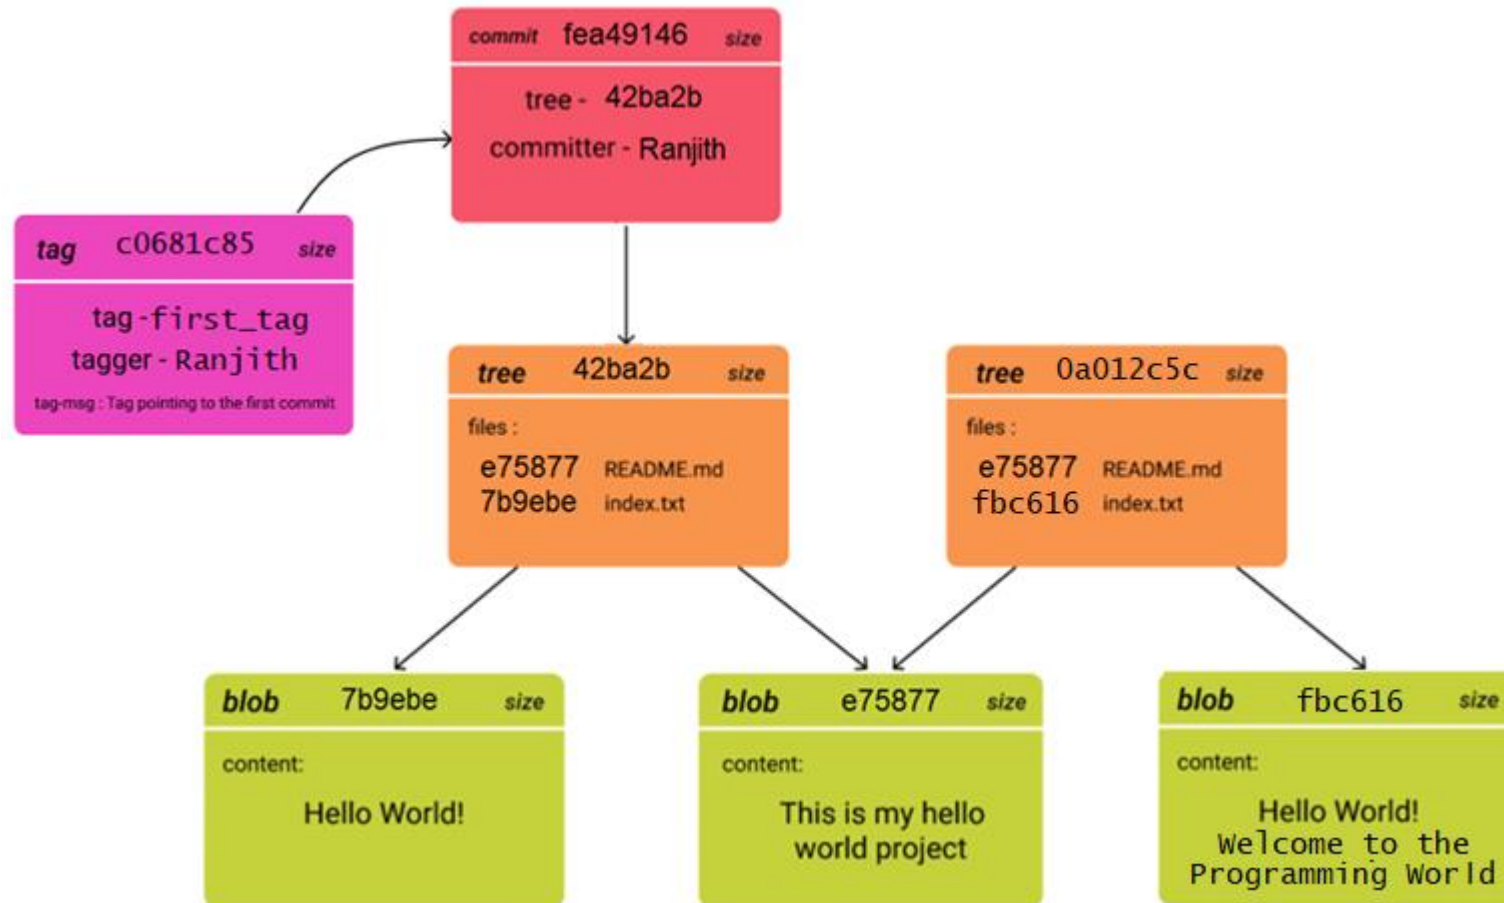 commit fea49146 size
tree - 42ba2b
committer - Ranjith
tag c0681c85 size
tag -first_tag
tagger - Ranjith
tag-msg : Tag pointing to the first commit
tree 42ba2b size
files :
e75877 README.md
7b9ebe index.txt
tree 0a012c5c size
files :
e75877 README.md
fbc616 index.txt
blob 7b9ebe size
content:
Hello World!
blob e75877 size
content:
This is my hello
world project
blob fbc616 size
content:
Hello World!
Welcome to the
Programming World